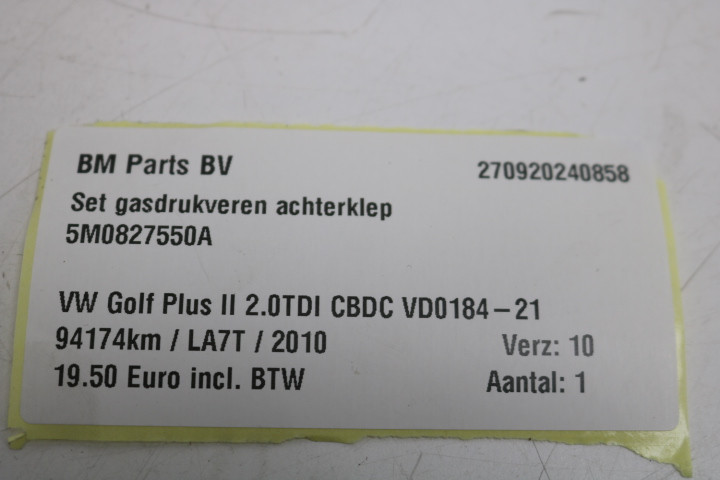 BM Parts BV 270920240858
Set gasdrukveren achterklep
5M0827550A
VW Golf Plus II 2.0TDI CBDC VD0184-21
94174km / LA7T / 2010 Verz: 10
19.50 Euro incl. BTW Aantal: 1